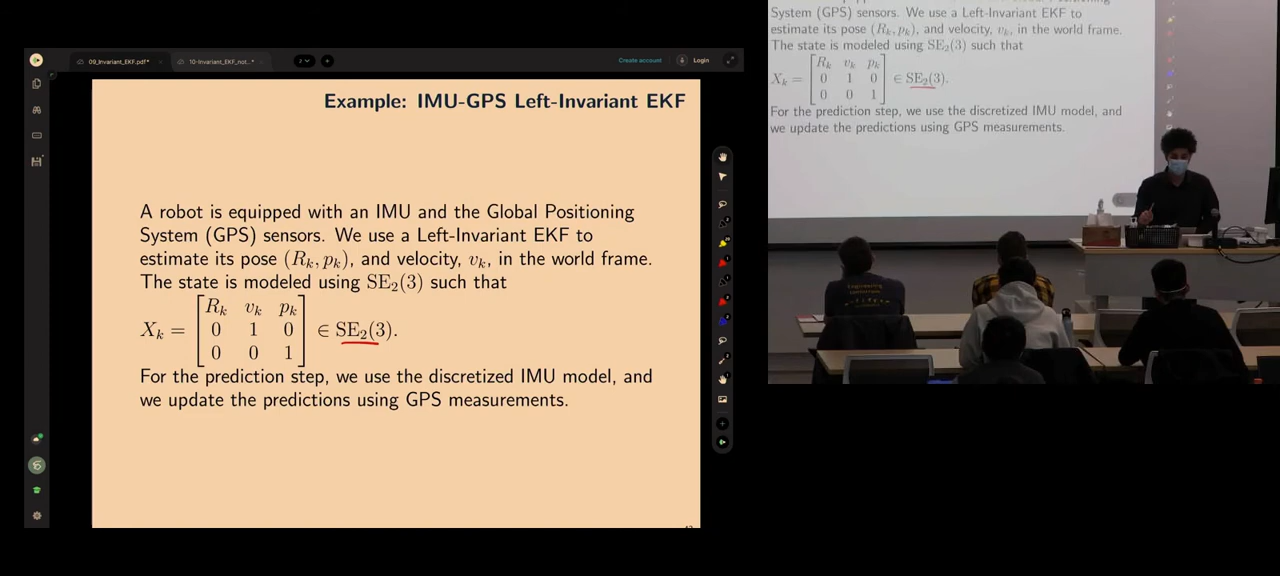 09_Invariant_EKF.pdf*
10-Invariant_EKF_not...*
2
Create account
Login
Example: IMU-GPS Left-Invariant EKF
A robot is equipped with an IMU and the Global Positioning
System (GPS) sensors. We use a Left-Invariant EKF to
estimate its pose (R_k, p_k), and velocity, v_k, in the world frame.
The state is modeled using SE_2(3) such that
R_k v_k p_k
X_k = 0 1 0 ∈ SE_2(3).
0 0 1
For the prediction step, we use the discretized IMU model, and
we update the predictions using GPS measurements.
System (GPS) sensors. We use a Left-Invariant EKF to
estimate its pose (R_k, p_k), and velocity, v_k, in the world frame.
The state is modeled using SE_2(3) such that
R_k v_k p_k
X_k = 0 1 0 ∈ SE_2(3).
0 0 1
For the prediction step, we use the discretized IMU model, and
we update the predictions using GPS measurements.